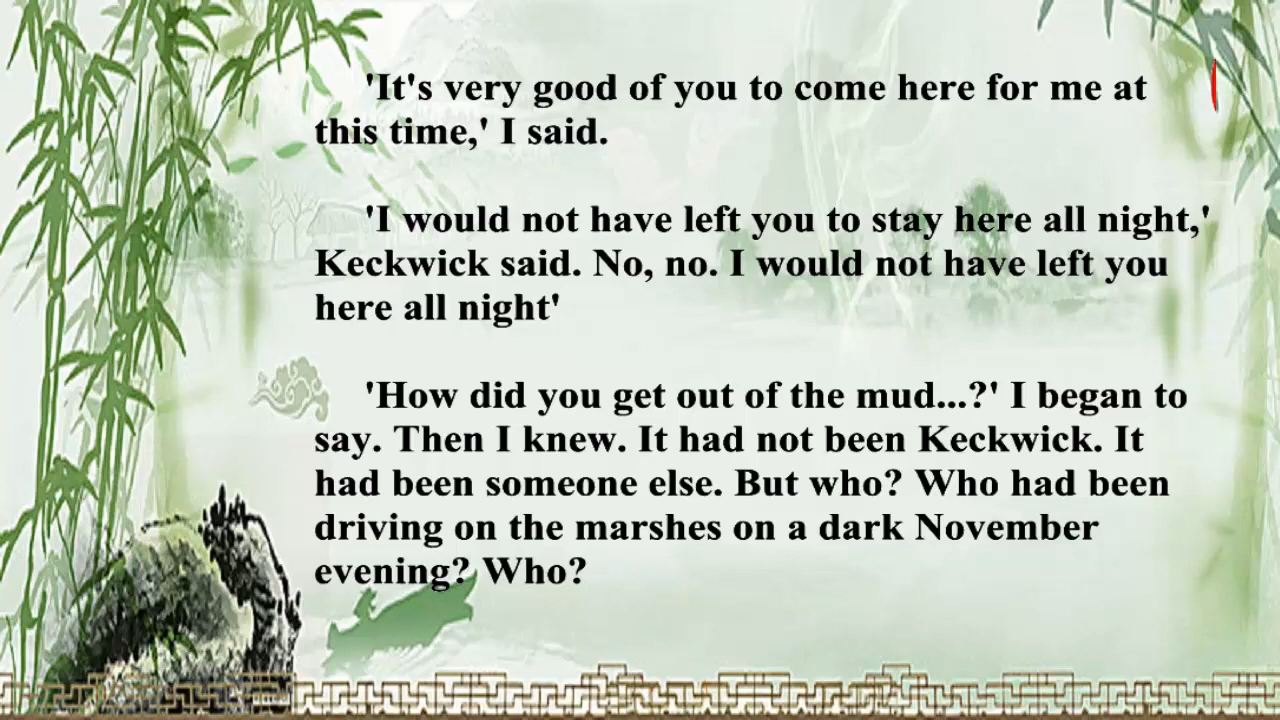 'It's very good of you to come here for me at
this time,' I said.
'I would not have left you to stay here all night,'
Keckwick said. No, no. I would not have left you
here all night'
'How did you get out of the mud...?' I began to
say. Then I knew. It had not been Keckwick. It
had been someone else. But who? Who had been
driving on the marshes on a dark November
evening? Who?